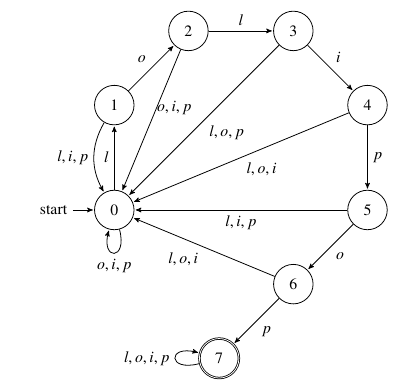 2
l
3
o
i
1
o, i, p
4
l, o, p
l, i, p
l
l, o, i
p
start
0
l, i, p
5
o, i, p
l, o, i
o
6
p
l, o, i, p
7